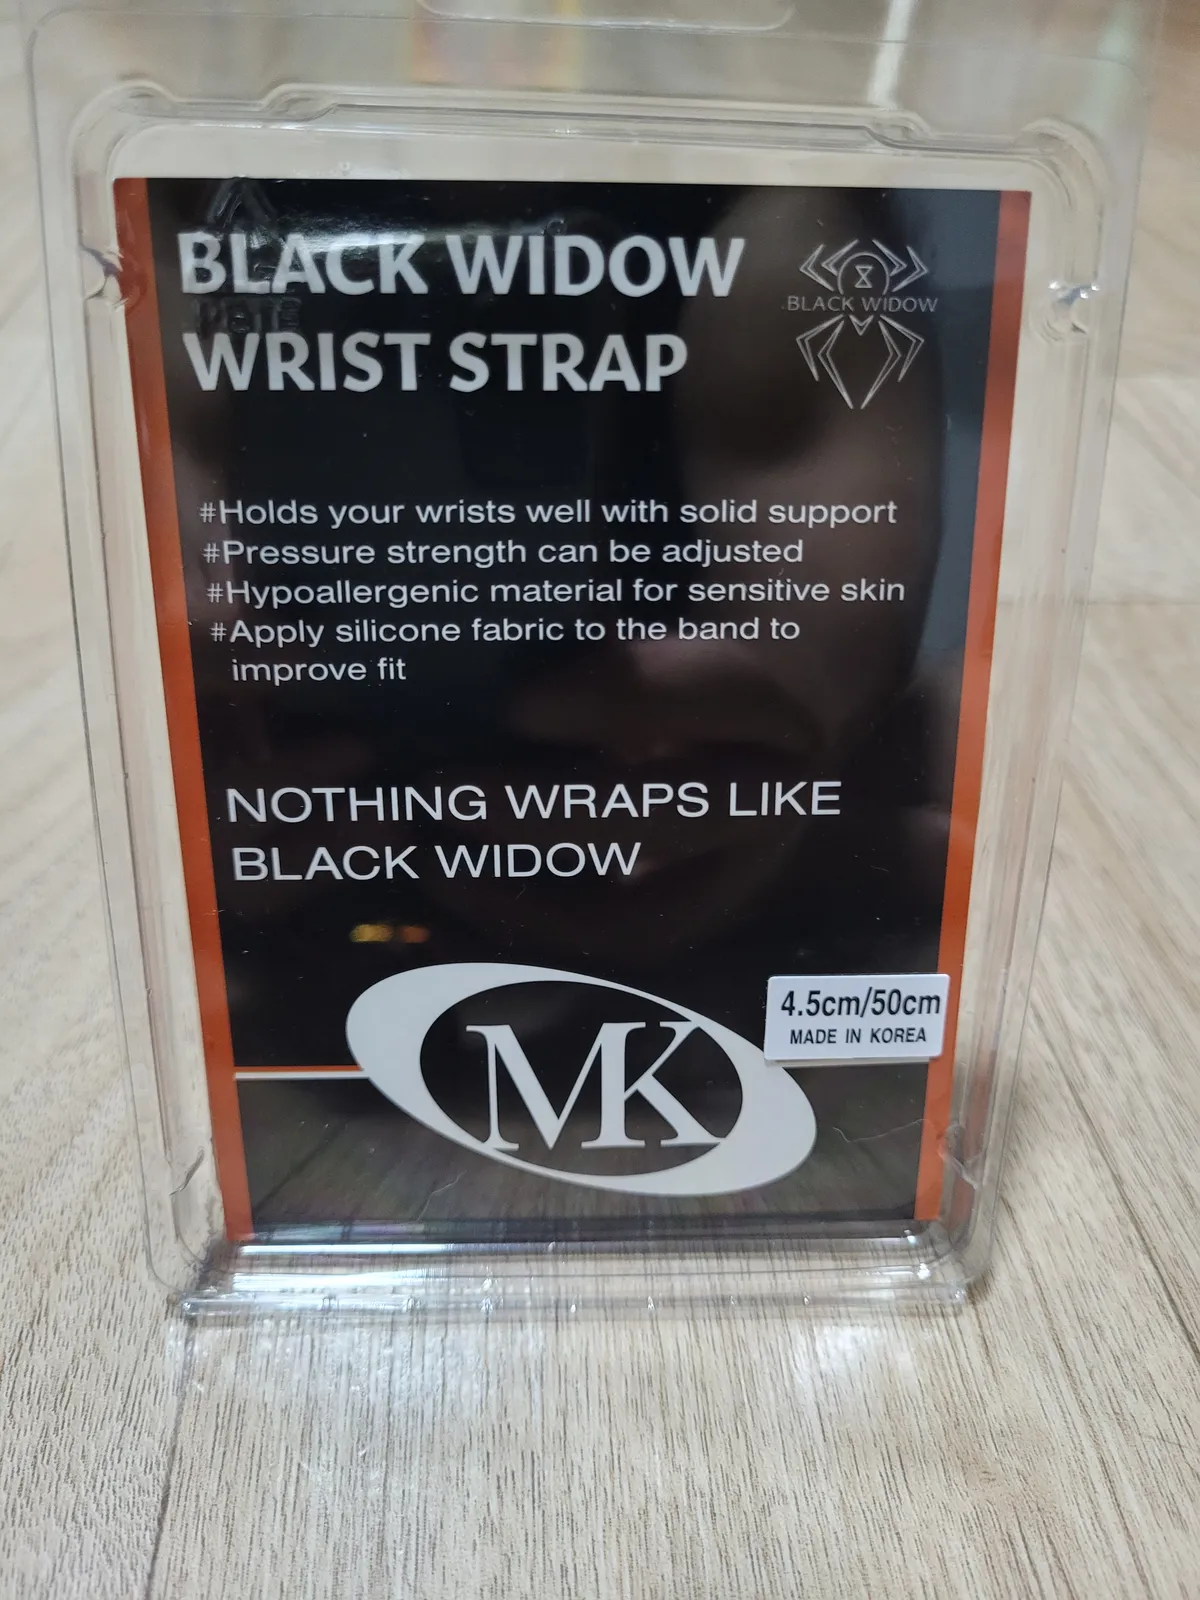 BLACK WIDOW
WRIST STRAP
BLACK WIDOW
#Holds your wrists well with solid support
#Pressure strength can be adjusted
#Hypoallergenic material for sensitive skin
#Apply silicone fabric to the band to
improve fit
NOTHING WRAPS LIKE
BLACK WIDOW
MK
4.5cm/50cm
MADE IN KOREA